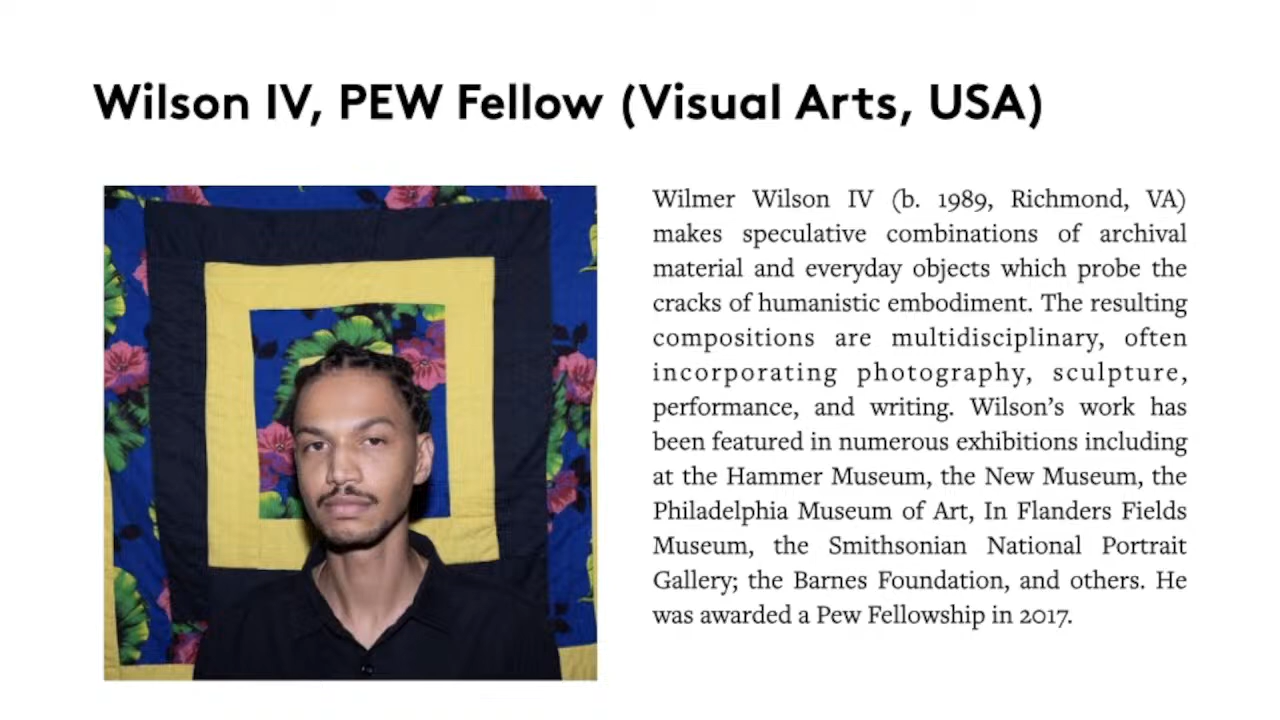 Wilson IV, PEW Fellow (Visual Arts, USA)
Wilmer Wilson IV (b. 1989, Richmond, VA)
makes speculative combinations of archival
material and everyday objects which probe the
cracks of humanistic embodiment. The resulting
compositions are multidisciplinary, often
incorporating photography, sculpture,
performance, and writing. Wilson’s work has
been featured in numerous exhibitions including
at the Hammer Museum, the New Museum, the
Philadelphia Museum of Art, In Flanders Fields
Museum, the Smithsonian National Portrait
Gallery; the Barnes Foundation, and others. He
was awarded a Pew Fellowship in 2017.